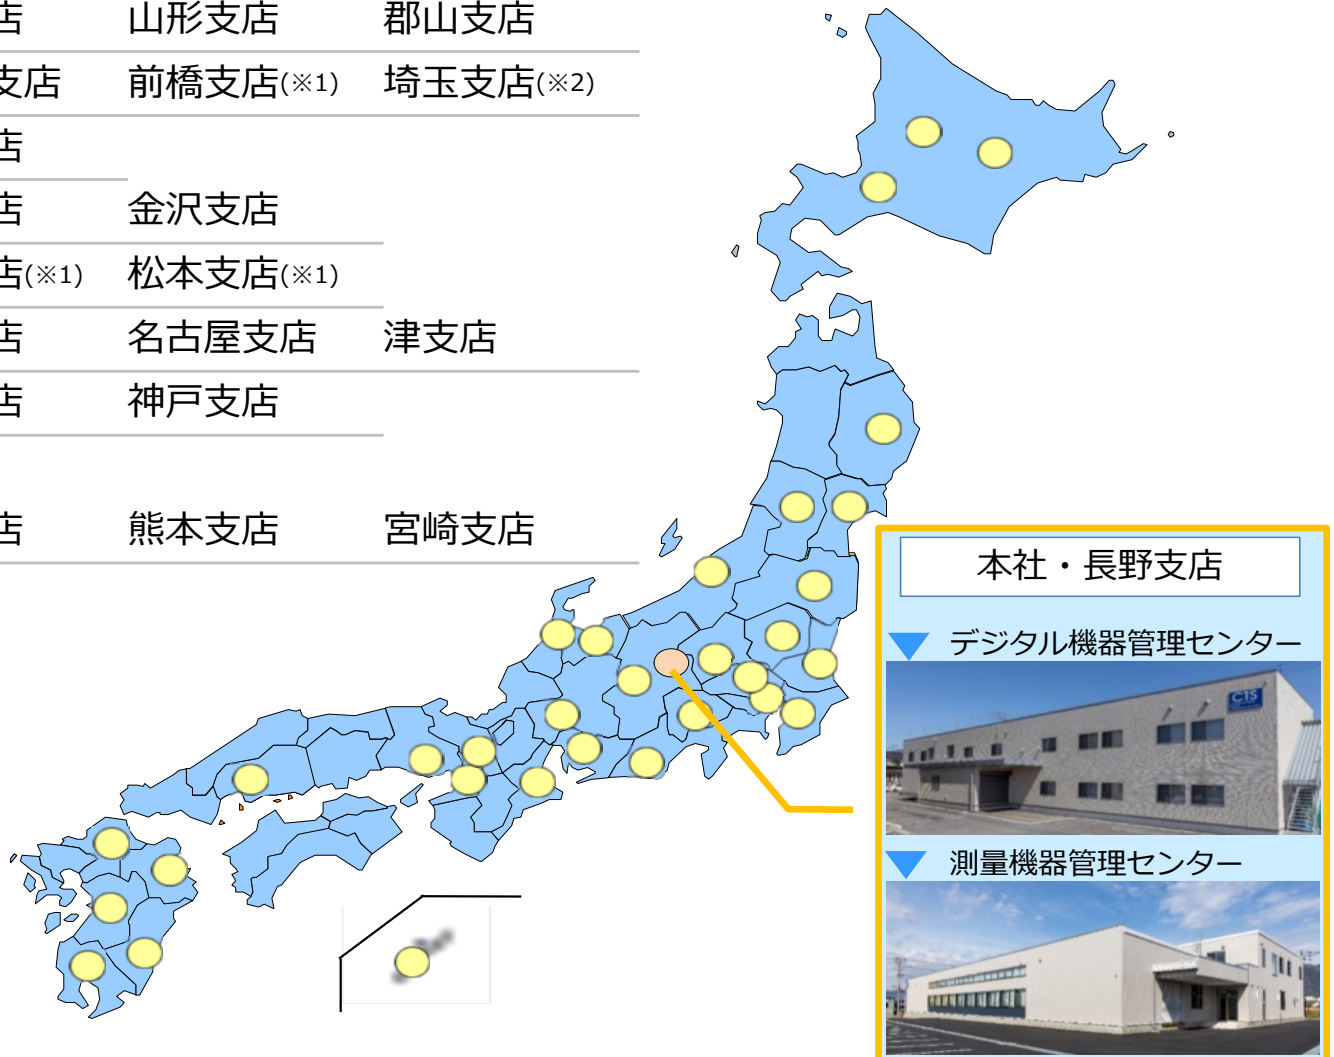 店 山形支店 郡山支店
支店 前橋支店(※1) 埼玉支店(※2)
店
店 金沢支店
店(※1) 松本支店(※1)
店 名古屋支店 津支店
店 神戸支店
店 熊本支店 宮崎支店
本社・長野支店
デジタル機器管理センター
CTS
測量機器管理センター